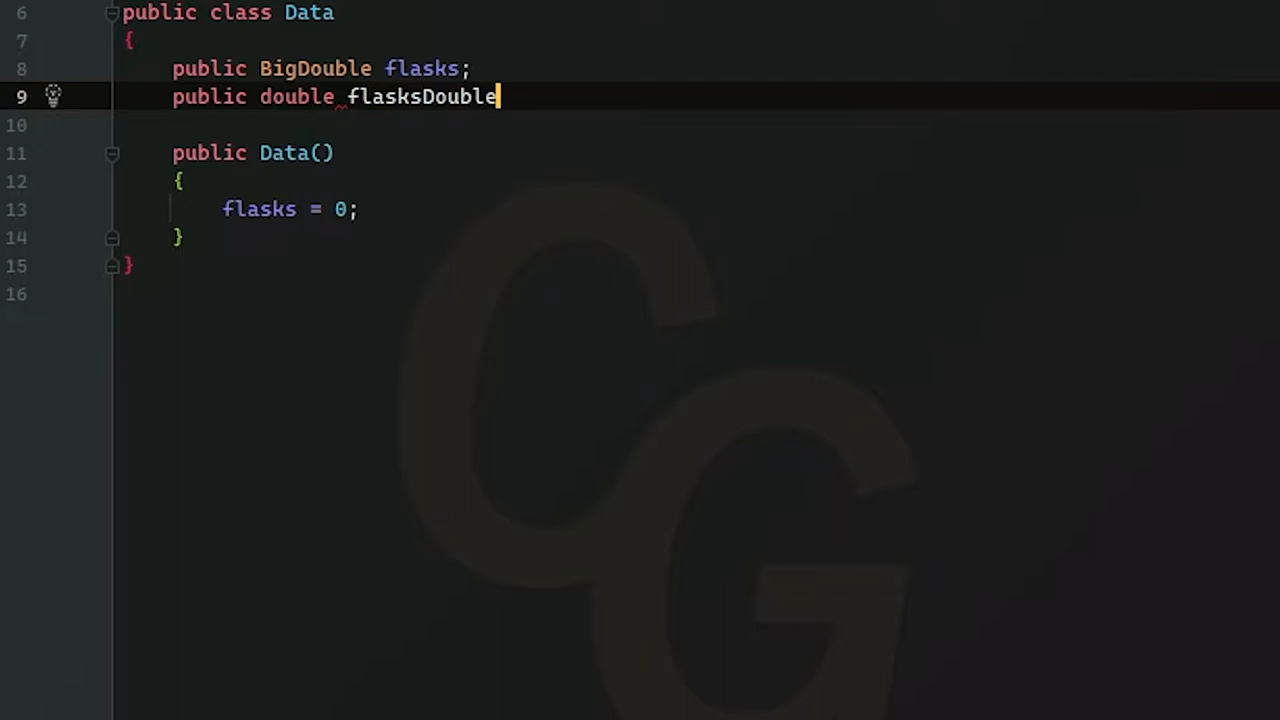 6 public class Data
7 {
8 public BigDouble flasks;
9 public double flasksDouble
10
11 public Data()
12 {
13 flasks = 0;
14 }
15 }
16
CG